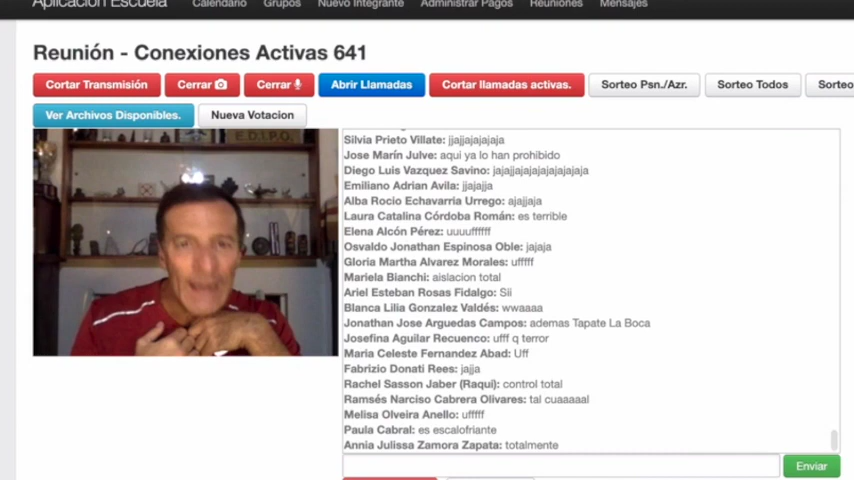 Aplicación Escuela
Calendario
Grupos
Nuevo Integrante
Administrar Pagos
Reuniones
Mensajes
Reunión - Conexiones Activas 641
Cortar Transmisión
Cerrar
Cerrar
Abrir Llamadas
Cortar llamadas activas.
Sorteo Psn./Azr.
Sorteo Todos
Sorteo
Ver Archivos Disponibles.
Nueva Votacion
E.D.I.P.O.
Silvia Prieto Villate: jjajjajajajaja
Jose Marín Julve: aqui ya lo han prohibido
Diego Luis Vazquez Savino: jajajjajajajajajajajaja
Emiliano Adrian Avila: jjajajja
Alba Rocio Echavarria Urrego: ajajjaja
Laura Catalina Córdoba Román: es terrible
Elena Alcón Pérez: uuuuffffff
Osvaldo Jonathan Espinosa Oble: jajaja
Gloria Martha Alvarez Morales: ufffff
Mariela Bianchi: aislacion total
Ariel Esteban Rosas Fidalgo: Sii
Blanca Lilia Gonzalez Valdés: wwaaaa
Jonathan Jose Arguedas Campos: ademas Tapate La Boca
Josefina Aguilar Recuenco: ufff q terror
Maria Celeste Fernandez Abad: Uff
Fabrizio Donati Rees: jajja
Rachel Sasson Jaber (Raqui): control total
Ramsés Narciso Cabrera Olivares: tal cuaaaaal
Melisa Olveira Anello: ufffff
Paula Cabral: es escalofriante
Annia Julissa Zamora Zapata: totalmente
Enviar